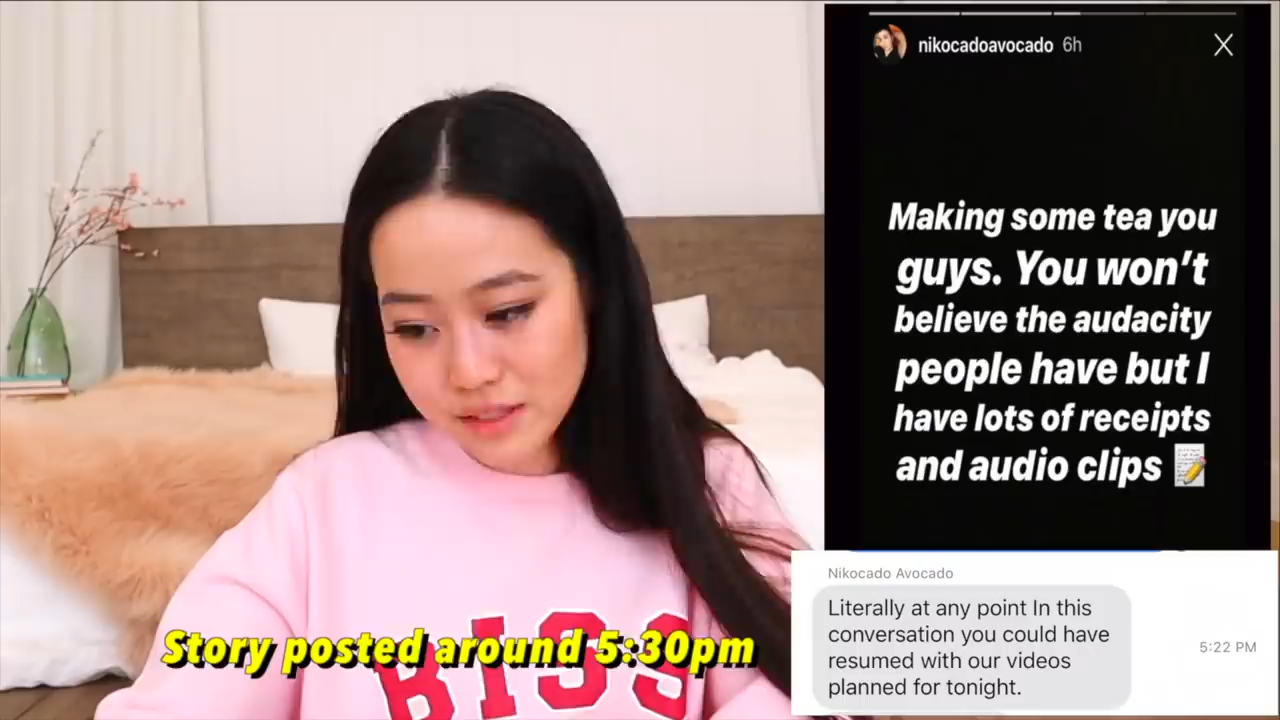 nikocadoavocado 6h
Making some tea you
guys. You won't
believe the audacity
people have but I
have lots of receipts
and audio clips 📝
Nikocado Avocado
Literally at any point In this
conversation you could have
resumed with our videos
planned for tonight.
5:22 PM
Story posted around 5:30pm
BISS